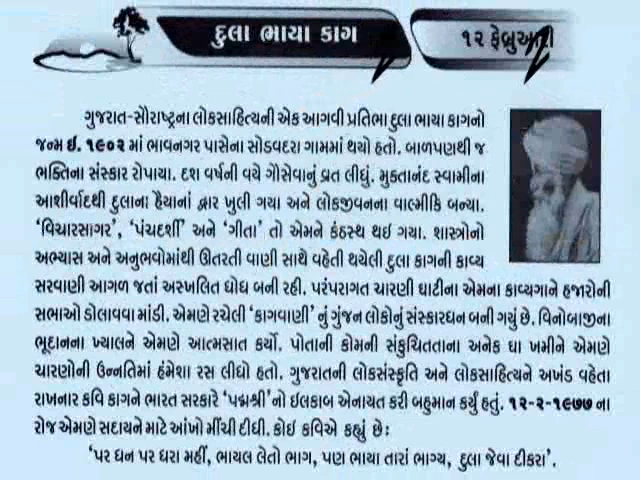 દુલા ભાયા કાગ
૧૨ ફેબ્રુઆરી
ગુજરાત-સૌરાષ્ટ્રના લોકસાહિત્યની એક આગવી પ્રતિભા દુલા ભાયા કાગનો
જન્મ ઇ. ૧૯૦૨ માં ભાવનગર પાસેના સોડવદરા ગામમાં થયો હતો. બાળપણથી જ
ભક્તિના સંસ્કાર રોપાયા. દશ વર્ષની વયે ગૌસેવાનું વ્રત લીધું. મુક્તાનંદ સ્વામીના
આશીર્વાદથી દુલાના હૈયાનાં દ્વાર ખુલી ગયા અને લોકજીવનના વાલ્મીકિ બન્યા.
‘વિચારસાગર’, ‘પંચદર્શી’ અને ‘ગીતા’ તો એમને કંઠસ્થ થઇ ગયા. શાસ્ત્રોનો
અભ્યાસ અને અનુભવોમાંથી ઊતરતી વાણી સાથે વહેતી થયેલી દુલા કાગની કાવ્ય
સરવાણી આગળ જતાં અસ્ખલિત ધોધ બની રહી. પરંપરાગત ચારણી ઘાટીના એમના કાવ્યગાને હજારોની
સભાઓ ડોલાવવા માંડી. એમણે રચેલી ‘કાગવાણી’ નું ગુંજન લોકોનું સંસ્કારધન બની ગયું છે. વિનોબાજીના
ભૂદાનના ખ્યાલને એમણે આત્મસાત કર્યો. પોતાની કોમની સંકુચિતતાના અનેક ઘા ખમીને એમણે
ચારણોની ઉન્નતિમાં હંમેશા રસ લીધો હતો. ગુજરાતની લોકસંસ્કૃતિ અને લોકસાહિત્યને અખંડ વહેતા
રાખનાર કવિ કાગને ભારત સરકારે ‘પદ્મશ્રી’નો ઈલકાબ એનાયત કરી બહુમાન કર્યું હતું. ૧૨-૨-૧૯૭૭ ના
રોજ એમણે સદાયને માટે આંખો મીંચી દીધી. કોઈ કવિએ કહ્યું છે :
‘પર ધન પર ધરા મહીં, ભાયલ લેતો ભાગ, પણ ભાયા તારાં ભાગ્ય, દુલા જેવા દીકરા’.